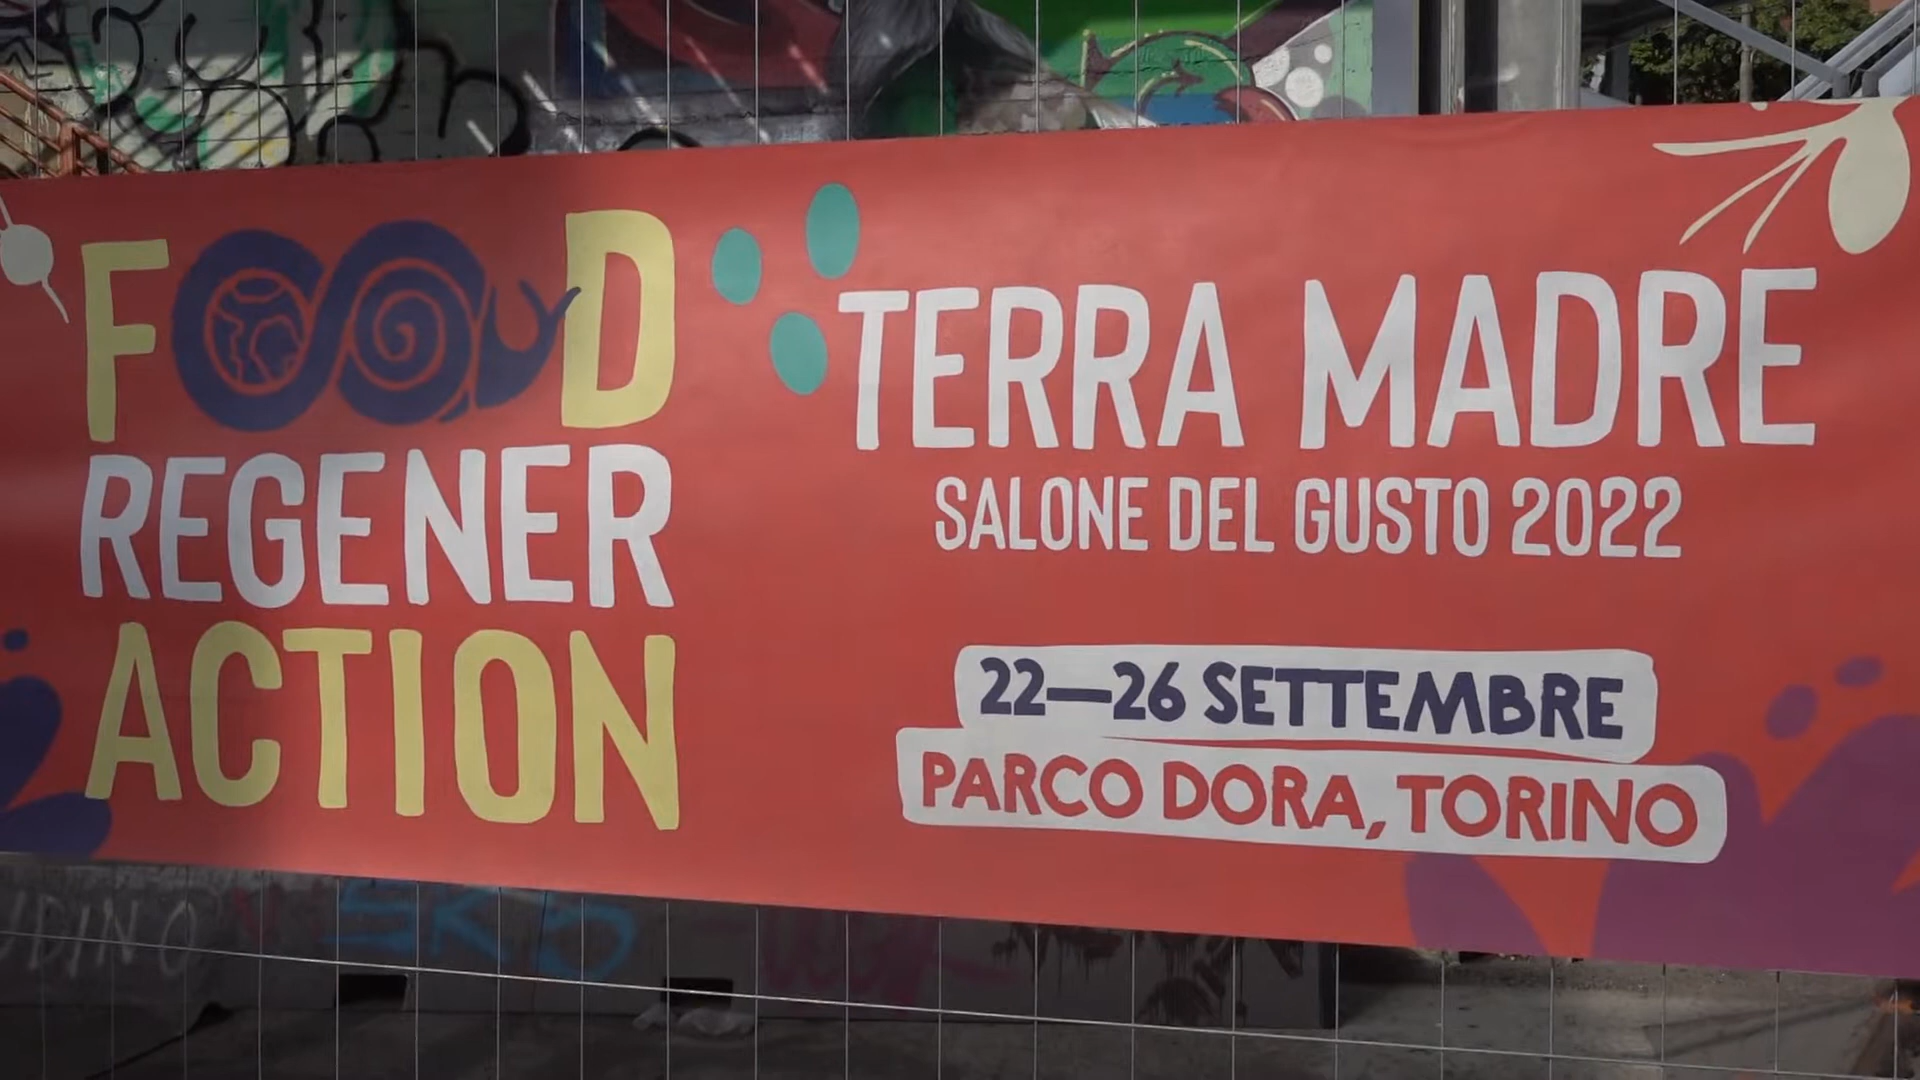 FOOD
REGENER
ACTION
TERRA MADRE
SALONE DEL GUSTO 2022
22—26 SETTEMBRE
PARCO DORA, TORINO